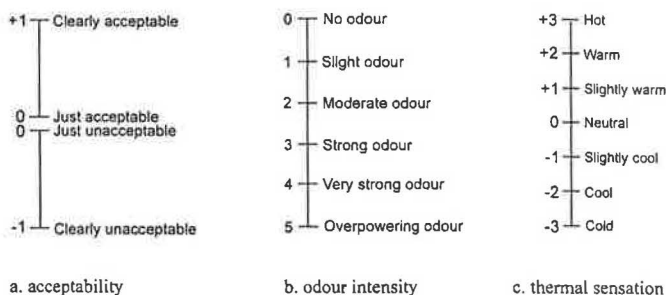 +1 Clearly acceptable
0 Just acceptable
0 Just unacceptable
-1 Clearly unacceptable
a. acceptability
0 No odour
1 Slight odour
2 Moderate odour
3 Strong odour
4 Very strong odour
5 Overpowering odour
b. odour intensity
+3 Hot
+2 Warm
+1 Slightly warm
0 Neutral
-1 Slightly cool
-2 Cool
-3 Cold
c. thermal sensation